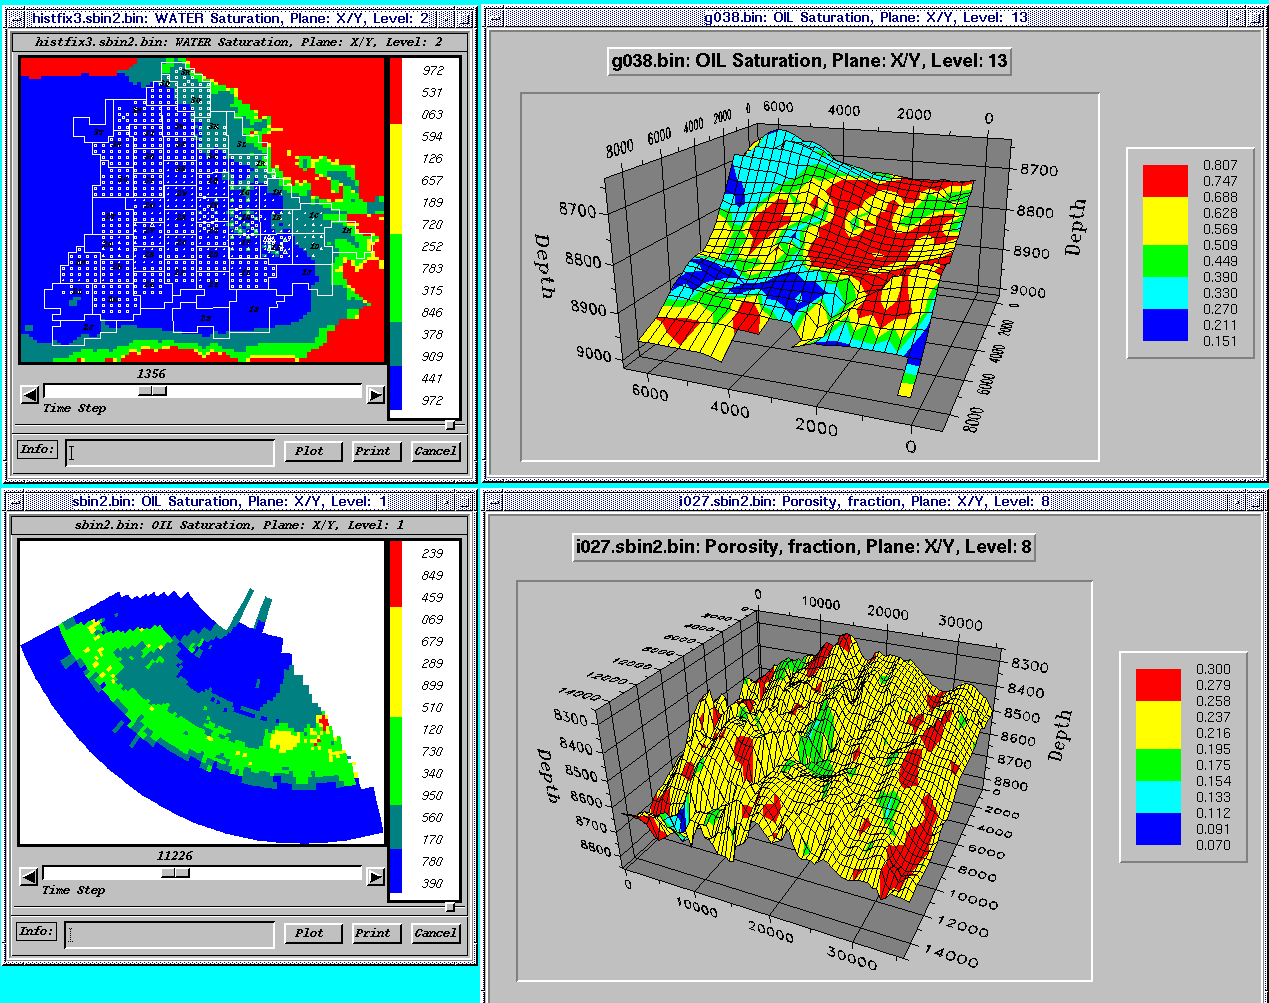 histfix3.sbin2.bin: WATER Saturation, Plane: X/Y, Level: 2
histfix3.sbin2.bin: WATER Saturation, Plane: X/Y, Level: 2
972
531
063
594
126
657
189
720
252
783
315
846
378
909
441
972
1356
Time Step
Info:
Plot
Print
Cancel
g038.bin: OIL Saturation, Plane: X/Y, Level: 13
g038.bin: OIL Saturation, Plane: X/Y, Level: 13
8000 6000 4000 2000 0
6000 4000 2000 0
8700
8800
8900
9000
Depth
8700
8800
8900
9000
Depth
0 2000 4000 6000 8000
6000 4000 2000 0
0.807
0.747
0.688
0.628
0.569
0.509
0.449
0.390
0.330
0.270
0.211
0.151
sbin2.bin: OIL Saturation, Plane: X/Y, Level: 1
sbin2.bin: OIL Saturation, Plane: X/Y, Level: 1
239
849
459
069
679
289
899
510
120
730
340
950
560
170
780
390
11226
Time Step
Info:
Plot
Print
Cancel
i027.sbin2.bin: Porosity, fraction, Plane: X/Y, Level: 8
i027.sbin2.bin: Porosity, fraction, Plane: X/Y, Level: 8
0 10000 20000 30000
14000 12000 10000 8000 6000 4000
8300
8400
8500
8600
8700
8800
Depth
8300
8400
8500
8600
8700
8800
Depth
0 2000 4000 6000 8000 10000 12000 14000
0 10000 20000 30000
0.300
0.279
0.258
0.237
0.216
0.195
0.175
0.154
0.133
0.112
0.091
0.070